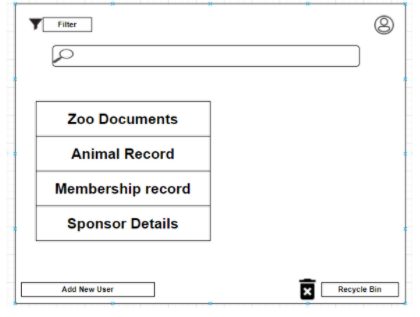 Filter
Zoo Documents
Animal Record
Membership record
Sponsor Details
Add New User
Recycle Bin